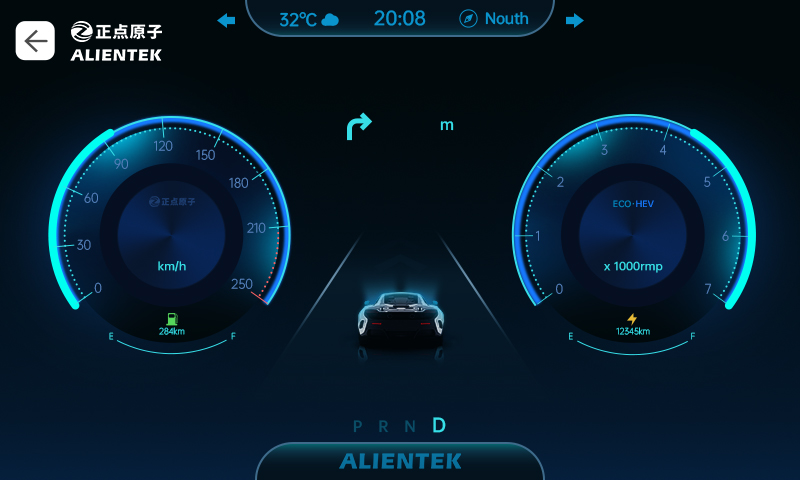 32℃
20:08
Nouth
正点原子
ALIENTEK
m
0
30
60
90
120
150
180
210
250
正点原子
km/h
284km
E
F
0
1
2
3
4
5
6
7
ECO·HEV
x 1000rmp
12345km
E
F
P R N D
ALIENTEK